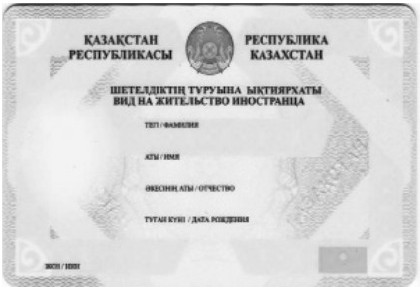 ҚАЗАҚСТАН
РЕСПУБЛИКАСЫ
РЕСПУБЛИКА
КАЗАХСТАН
ШЕТЕЛДІКТІҢ ТҰРУЫНА ЫҚТИЯРХАТЫ
ВИД НА ЖИТЕЛЬСТВО ИНОСТРАНЦА
ТЕГІ / ФАМИЛИЯ
АТЫ / ИМЯ
ӘКЕСІНІҢ АТЫ / ОТЧЕСТВО
ТУҒАН КҮНІ / ДАТА РОЖДЕНИЯ
ЖСН / ИИН